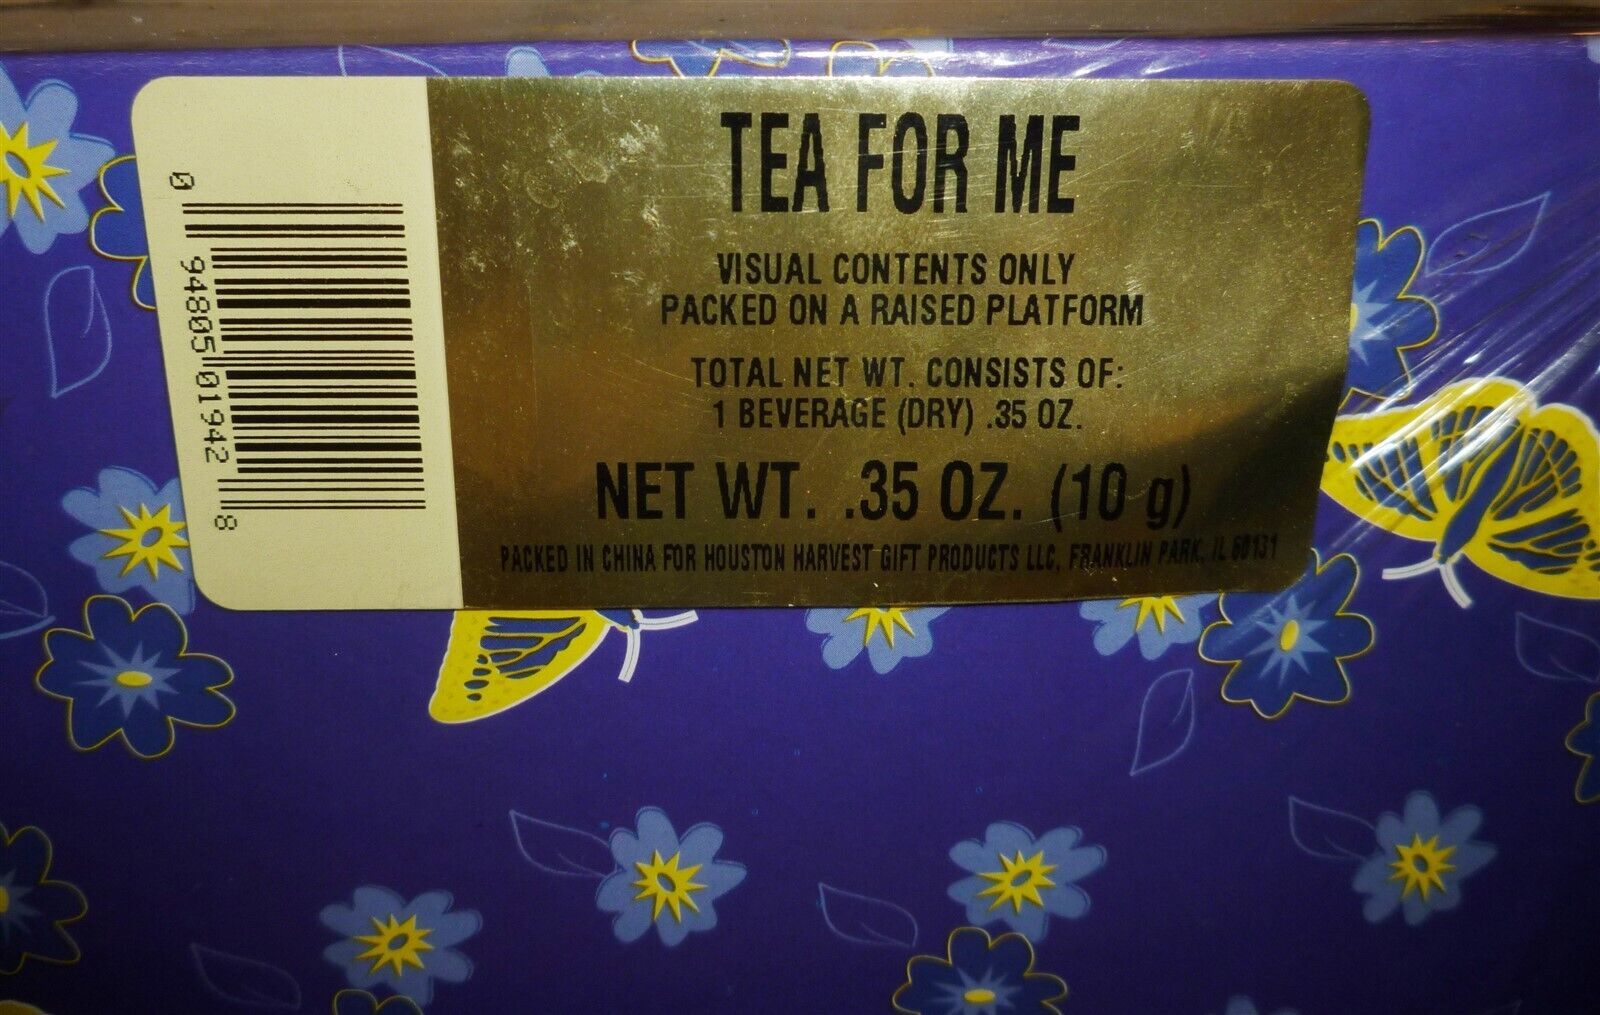 0 94805 01942 8
TEA FOR ME
VISUAL CONTENTS ONLY
PACKED ON A RAISED PLATFORM
TOTAL NET WT. CONSISTS OF:
1 BEVERAGE (DRY) .35 OZ.
NET WT. .35 OZ. (10 g)
PACKED IN CHINA FOR HOUSTON HARVEST GIFT PRODUCTS LLC, FRANKLIN PARK, IL 60131